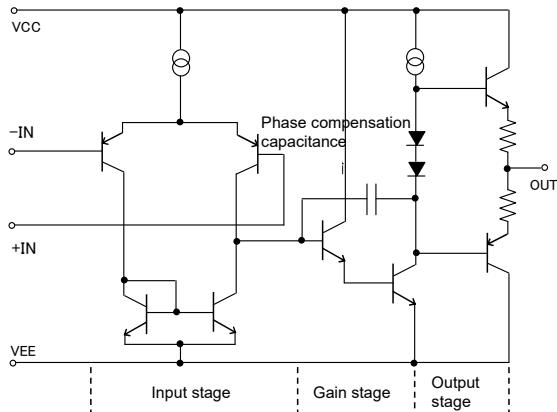 VCC
−IN
Phase compensation
capacitance
OUT
+IN
VEE
Input stage
Gain stage
Output
stage